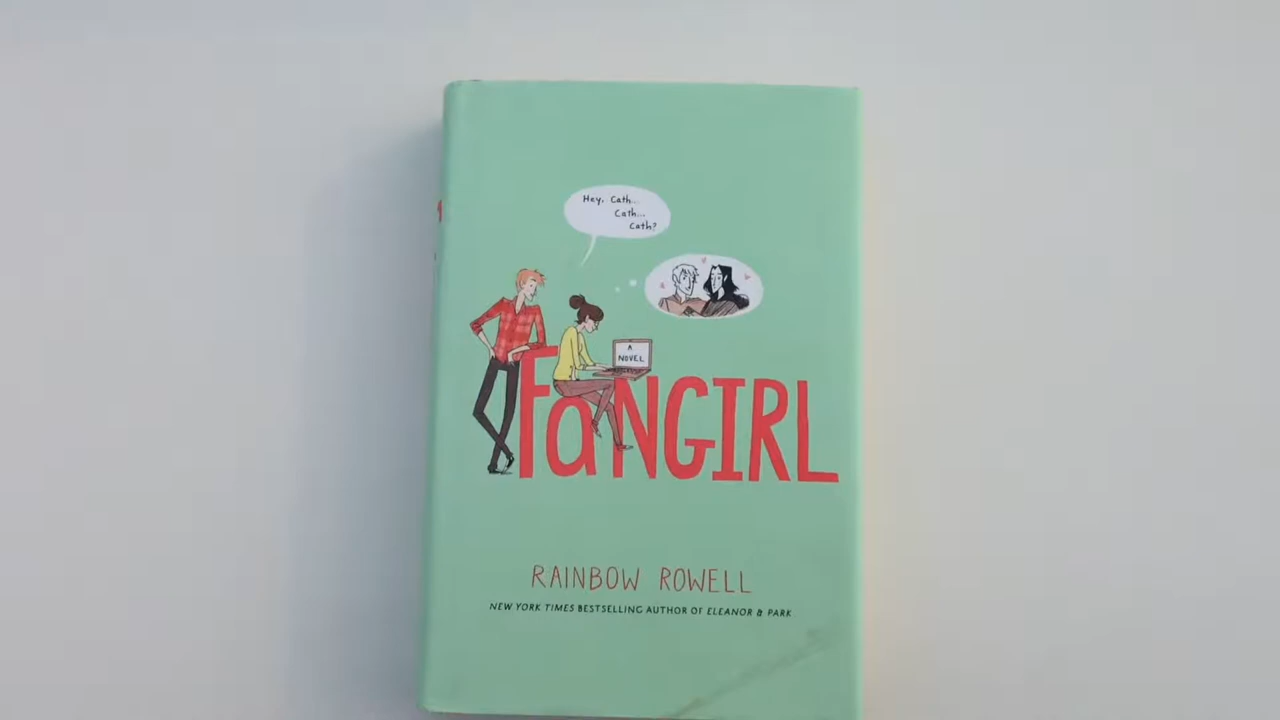 Hey, Cath...
Cath...
Cath?
A
NOVEL
FaNGIRL
RAINBOW ROWELL
NEW YORK TIMES BESTSELLING AUTHOR OF ELEANOR & PARK